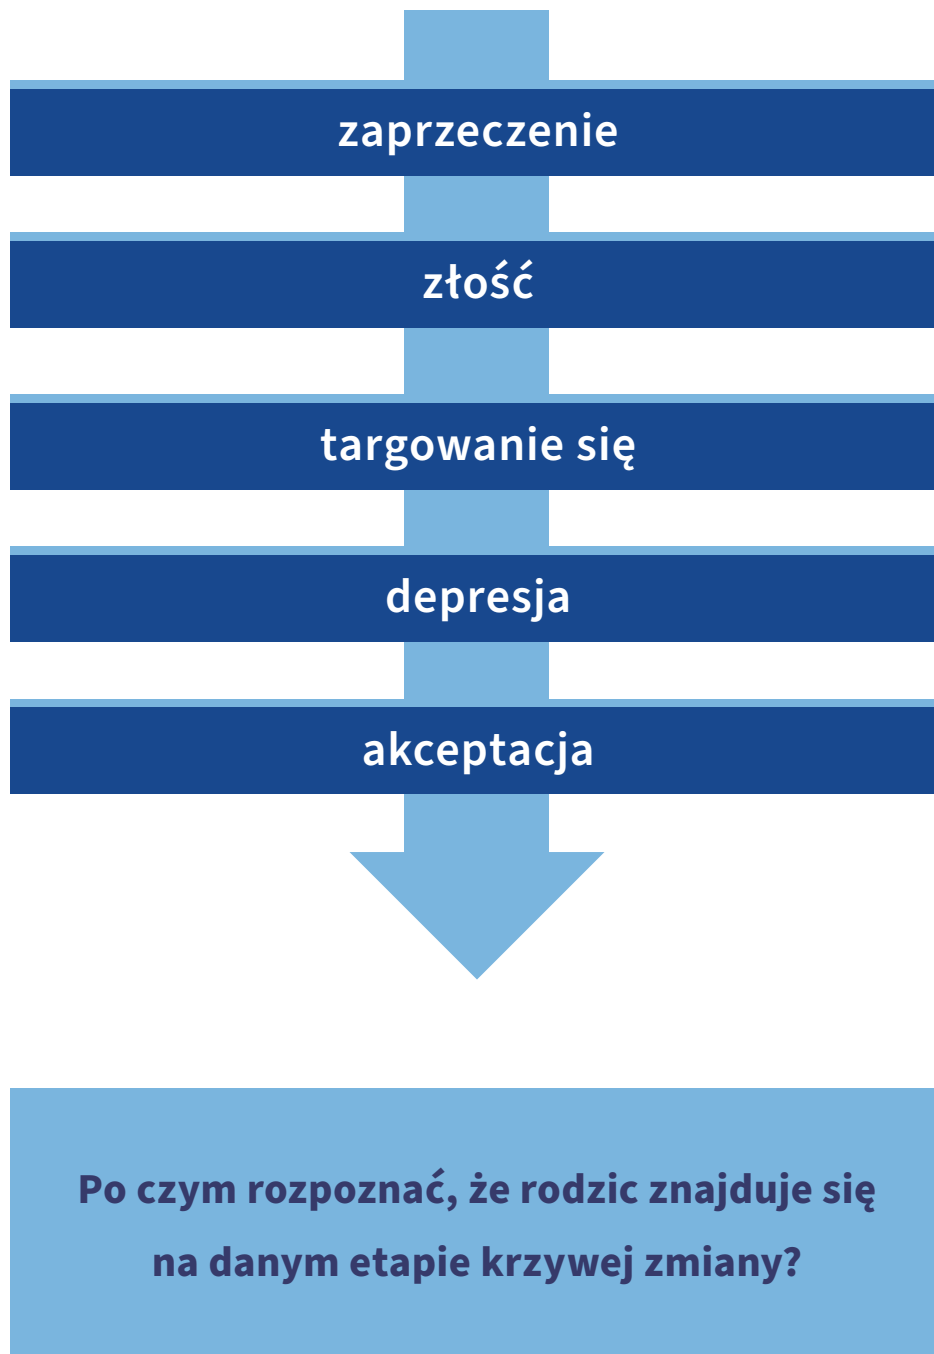 zaprzeczenie
złość
targowanie się
depresja
akceptacja
Po czym rozpoznać, że rodzic znajduje się
na danym etapie krzywej zmiany?